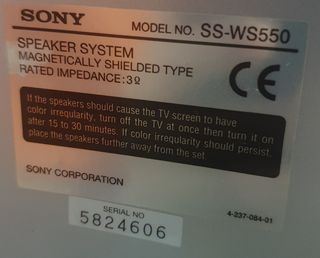 SONY
MODEL NO. SS-WS550
SPEAKER SYSTEM
MAGNETICALLY SHIELDED TYPE
RATED IMPEDANCE:3Ω
CE
If the speakers should cause the TV screen to have
color irregularity, turn off the TV at once then turn it on
after 15 to 30 minutes. If color irregularity should persist,
place the speakers further away from the set.
SONY CORPORATION
4-237-084-01
SERIAL NO
5824606